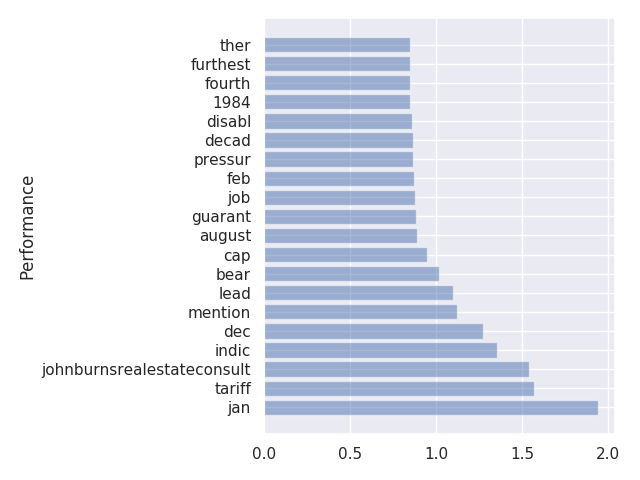 ther
furthest
fourth
1984
disabl
decad
pressur
feb
job
guarant
august
cap
bear
lead
mention
dec
indic
johnburnsrealestateconsult
tariff
jan
Performance
0.0 0.5 1.0 1.5 2.0